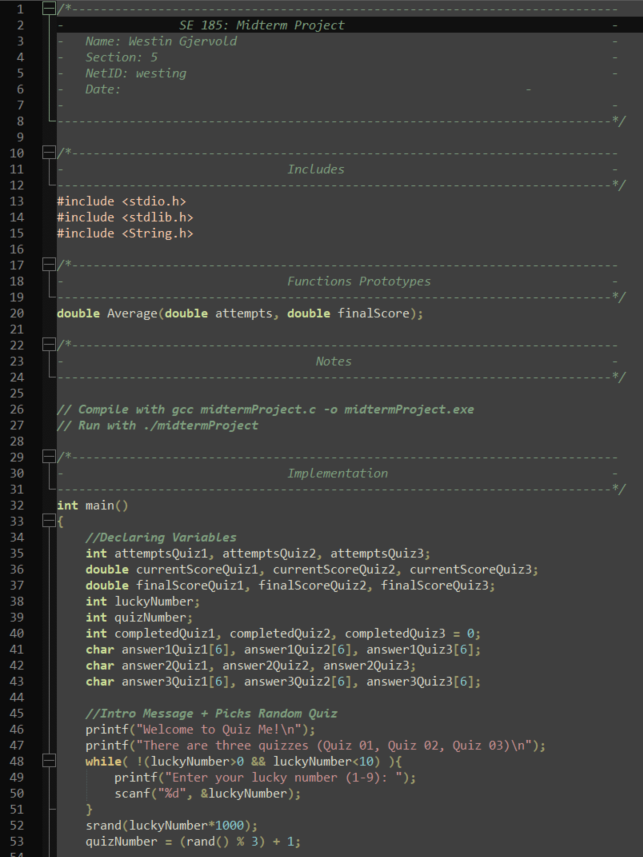 1 /*---------------------------------------------------------------------------
2 - SE 185: Midterm Project -
3 - Name: Westin Gjervold -
4 - Section: 5 -
5 - NetID: westing -
6 - Date: -
7 - -
8 -----------------------------------------------------------------------------*/
9
10 /*---------------------------------------------------------------------------
11 - Includes -
12 -----------------------------------------------------------------------------*/
13 #include <stdio.h>
14 #include <stdlib.h>
15 #include <String.h>
16
17 /*---------------------------------------------------------------------------
18 - Functions Prototypes -
19 -----------------------------------------------------------------------------*/
20 double Average(double attempts, double finalScore);
21
22 /*---------------------------------------------------------------------------
23 - Notes -
24 -----------------------------------------------------------------------------*/
25
26 // Compile with gcc midtermProject.c -o midtermProject.exe
27 // Run with ./midtermProject
28
29 /*---------------------------------------------------------------------------
30 - Implementation -
31 -----------------------------------------------------------------------------*/
32 int main()
33 {
34 //Declaring Variables
35 int attemptsQuiz1, attemptsQuiz2, attemptsQuiz3;
36 double currentScoreQuiz1, currentScoreQuiz2, currentScoreQuiz3;
37 double finalScoreQuiz1, finalScoreQuiz2, finalScoreQuiz3;
38 int luckyNumber;
39 int quizNumber;
40 int completedQuiz1, completedQuiz2, completedQuiz3 = 0;
41 char answer1Quiz1[6], answer1Quiz2[6], answer1Quiz3[6];
42 char answer2Quiz1, answer2Quiz2, answer2Quiz3;
43 char answer3Quiz1[6], answer3Quiz2[6], answer3Quiz3[6];
44
45 //Intro Message + Picks Random Quiz
46 printf("Welcome to Quiz Me!\n");
47 printf("There are three quizzes (Quiz 01, Quiz 02, Quiz 03)\n");
48 while( !(luckyNumber>0 && luckyNumber<10) ){
49 printf("Enter your lucky number (1-9): ");
50 scanf("%d", &luckyNumber);
51 }
52 srand(luckyNumber*1000);
53 quizNumber = (rand() % 3) + 1;